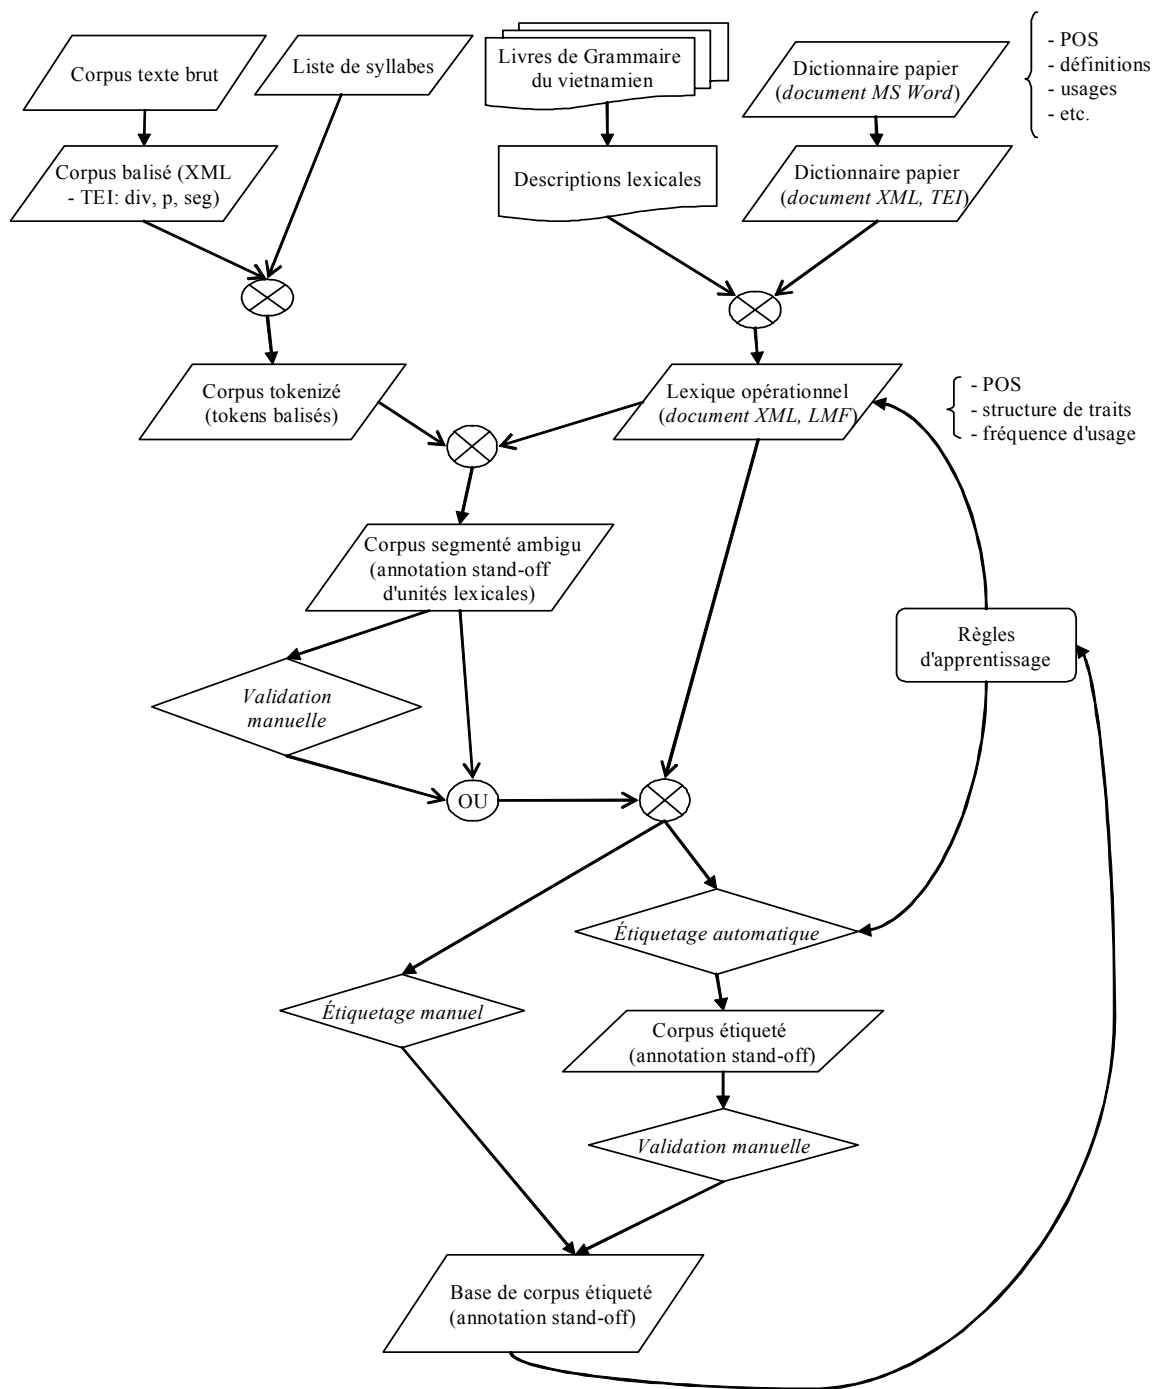 Corpus texte brut
Liste de syllabes
Livres de Grammaire
du vietnamien
Dictionnaire papier
(document MS Word)
- POS
- définitions
- usages
- etc.
Corpus balisé (XML
- TEI: div, p, seg)
Descriptions lexicales
Dictionnaire papier
(document XML, TEI)
Corpus tokenizé
(tokens balisés)
Lexique opérationnel
(document XML, LMF)
- POS
- structure de traits
- fréquence d'usage
Corpus segmenté ambigu
(annotation stand-off
d'unités lexicales)
Règles
d'apprentissage
Validation
manuelle
OU
Étiquetage automatique
Étiquetage manuel
Corpus étiqueté
(annotation stand-off)
Validation manuelle
Base de corpus étiqueté
(annotation stand-off)